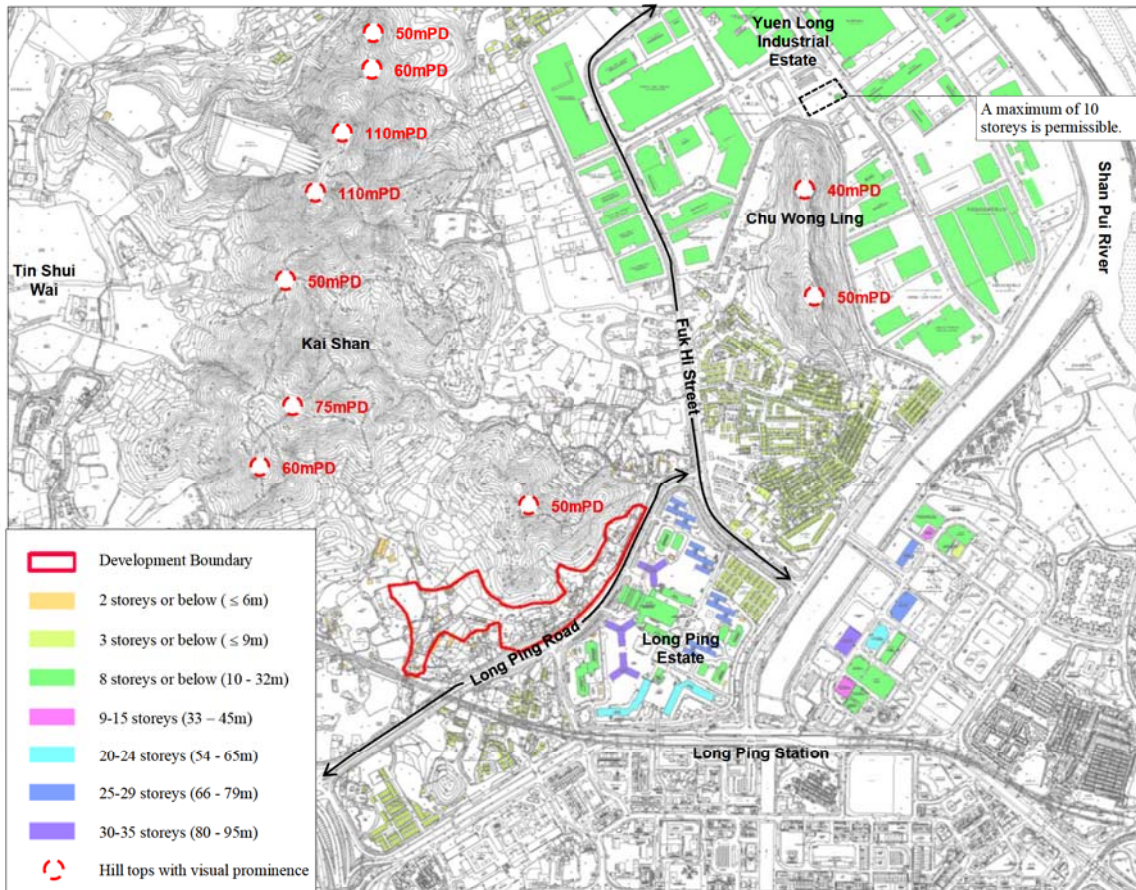 50mPD
60mPD
110mPD
110mPD
50mPD
Tin Shui
Wai
Kai Shan
75mPD
60mPD
50mPD
Yuen Long
Industrial
Estate
A maximum of 10
storeys is permissible.
40mPD
Chu Wong Ling
50mPD
Shan Pui River
Fuk Hi Street
Long Ping Road
Long Ping
Estate
Long Ping Station
Development Boundary
2 storeys or below ( ≤ 6m)
3 storeys or below (≤ 9m)
8 storeys or below (10 - 32m)
9-15 storeys (33 – 45m)
20-24 storeys (54 - 65m)
25-29 storeys (66 - 79m)
30-35 storeys (80 - 95m)
Hill tops with visual prominence